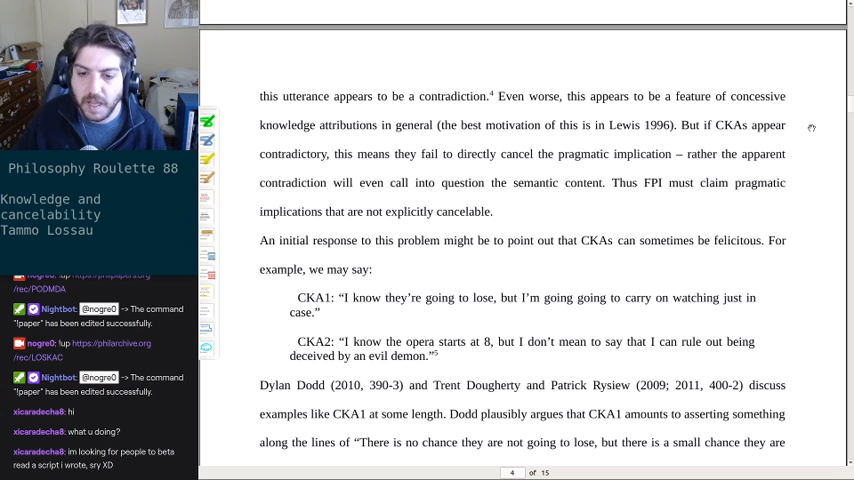 this utterance appears to be a contradiction.4 Even worse, this appears to be a feature of concessive
knowledge attributions in general (the best motivation of this is in Lewis 1996). But if CKAs appear
contradictory, this means they fail to directly cancel the pragmatic implication – rather the apparent
contradiction will even call into question the semantic content. Thus FPI must claim pragmatic
implications that are not explicitly cancelable.
An initial response to this problem might be to point out that CKAs can sometimes be felicitous. For
example, we may say:
CKA1: “I know they’re going to lose, but I’m going going to carry on watching just in
case.”
CKA2: “I know the opera starts at 8, but I don’t mean to say that I can rule out being
deceived by an evil demon.”5
Dylan Dodd (2010, 390-3) and Trent Dougherty and Patrick Rysiew (2009; 2011, 400-2) discuss
examples like CKA1 at some length. Dodd plausibly argues that CKA1 amounts to asserting something
along the lines of “There is no chance they are not going to lose, but there is a small chance they are
4 of 15
Philosophy Roulette 88
Knowledge and
cancelability
Tammo Lossau
/rec/PODMDA
Nightbot: @nogre0 -> The command
"!paper" has been edited successfully.
nogre0: !up https://philarchive.org
/rec/LOSKAC
Nightbot: @nogre0 -> The command
"!paper" has been edited successfully.
xicaradecha8: hi
xicaradecha8: what u doing?
xicaradecha8: im looking for people to beta
read a script i wrote, sry XD